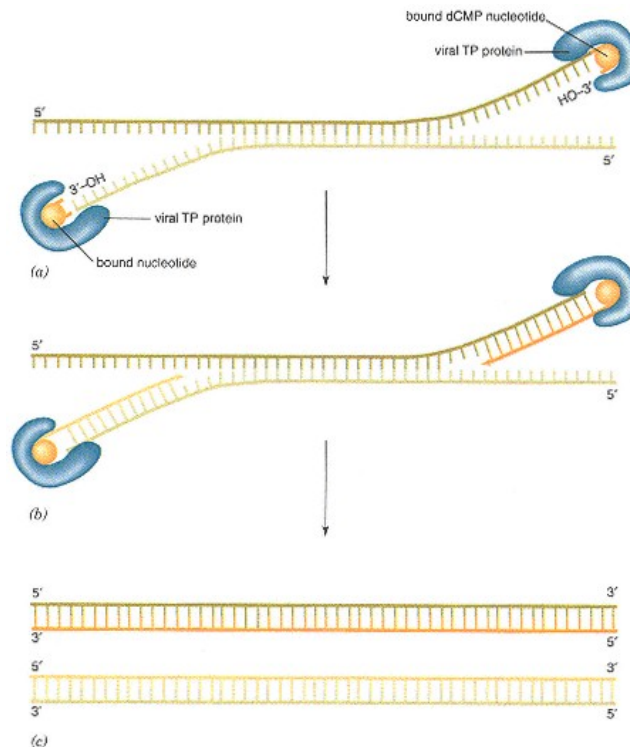 bound dCMP nucleotide
viral TP protein
HO–3′
5′
5′
3′–OH
viral TP protein
bound nucleotide
(a)
5′
5′
(b)
5′ 3′
3′ 5′
5′ 3′
3′ 5′
(c)